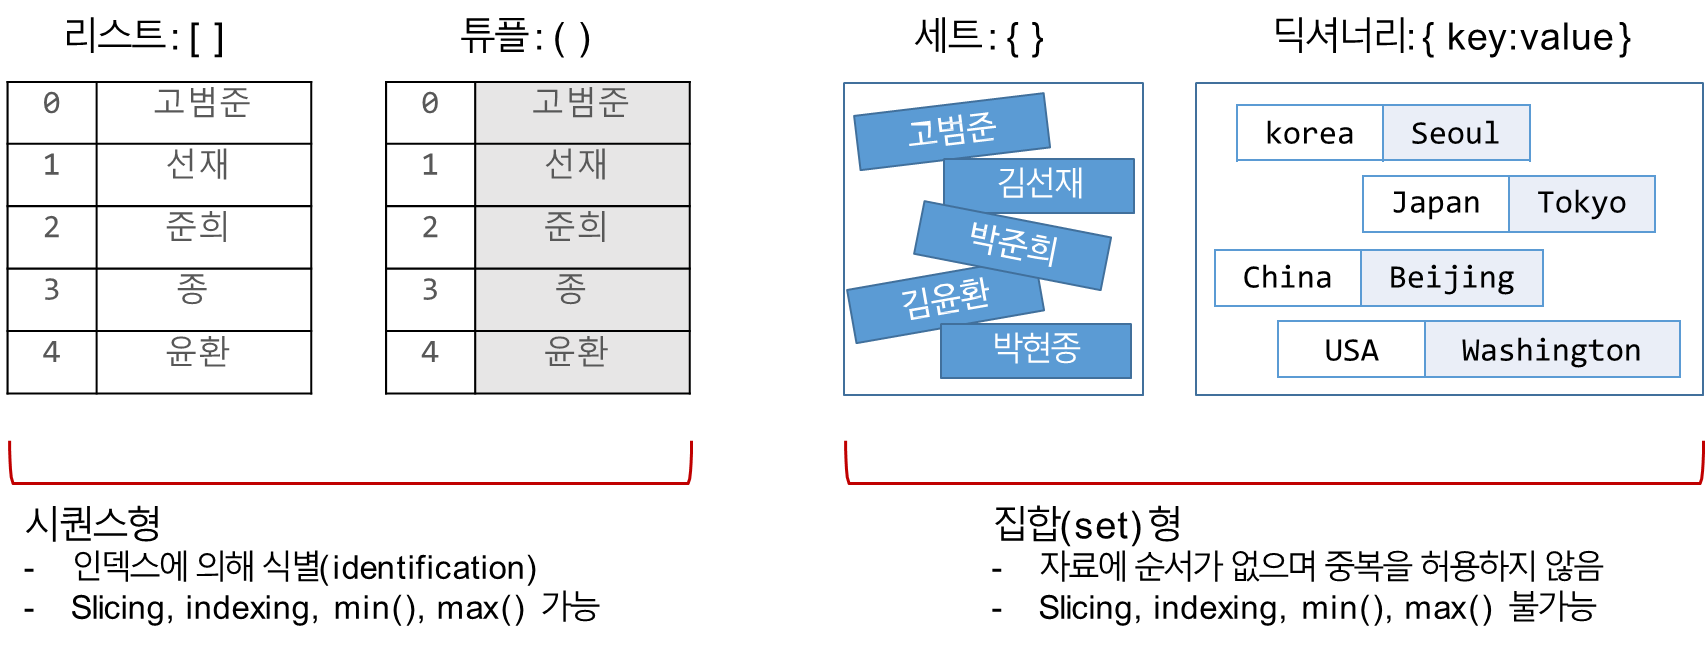 리스트: [ ]
0 고범준
1 선재
2 준희
3 종
4 윤환
튜플: ( )
0 고범준
1 선재
2 준희
3 종
4 윤환
시퀀스형
- 인덱스에 의해 식별(identification)
- Slicing, indexing, min(), max() 가능
세트: { }
고범준
김선재
박준희
김윤환
박현종
딕셔너리: { key:value }
korea Seoul
Japan Tokyo
China Beijing
USA Washington
집합(set)형
- 자료에 순서가 없으며 중복을 허용하지 않음
- Slicing, indexing, min(), max() 불가능